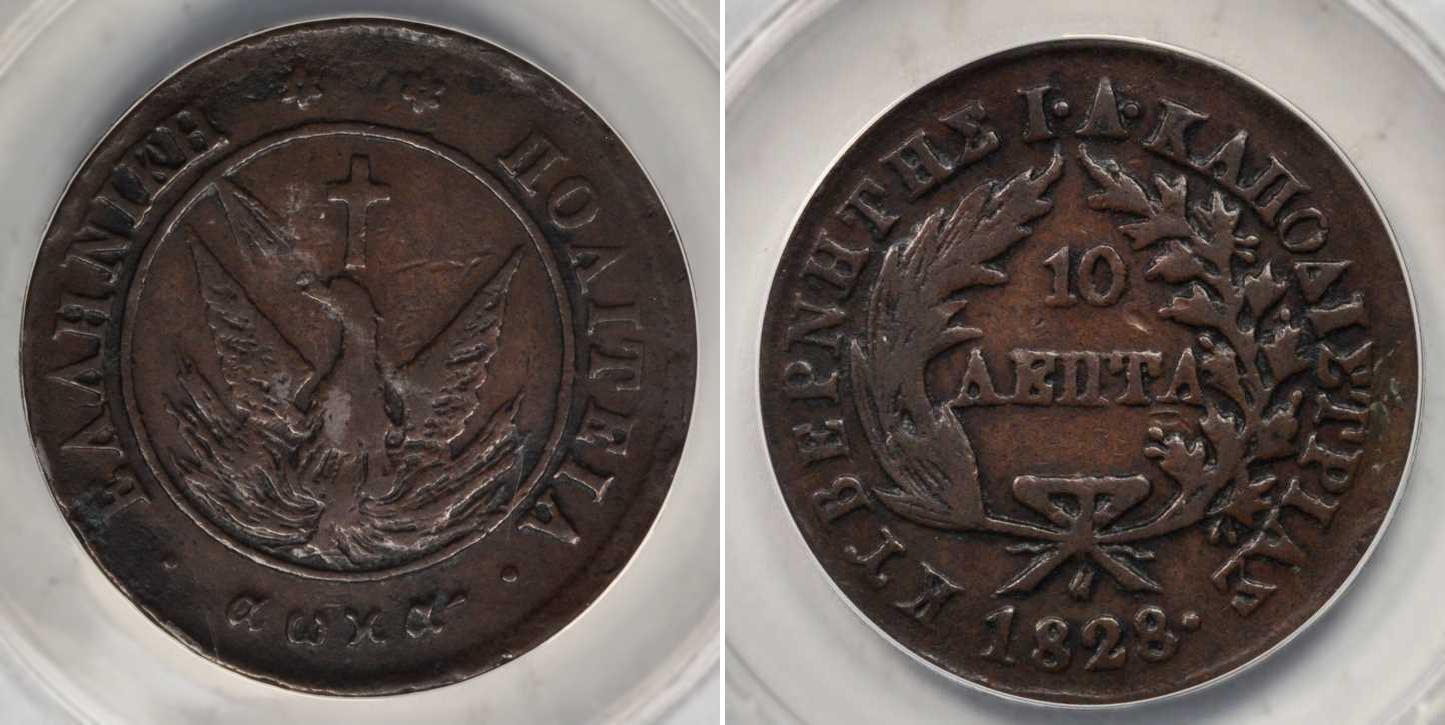 ΕΛΛΗΝΙΚΗ ΠΟΛΙΤΕΙΑ
αωκα
ΚΥΒΕΡΝΗΤΗΣ Ι·Α·ΚΑΠΟΔΙΣΤΡΙΑΣ
10
ΛΕΠΤΑ
1828·